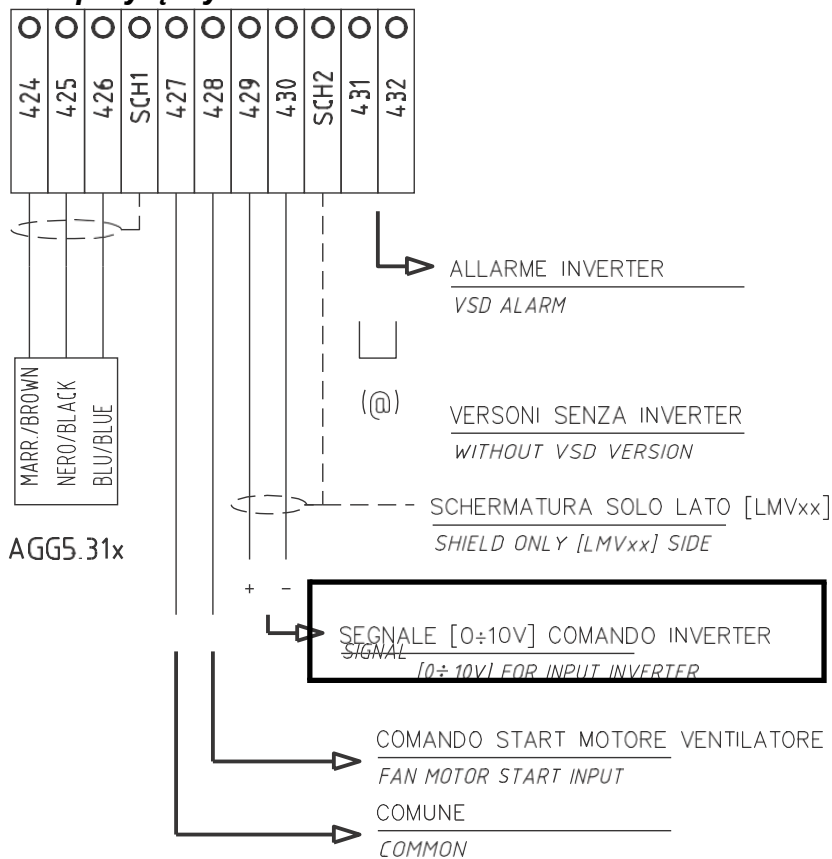 424
425
426
SCH1
427
428
429
430
SCH2
431
432
ALLARME INVERTER
VSD ALARM
(@)
VERSONI SENZA INVERTER
WITHOUT VSD VERSION
MARR./BROWN
NERO/BLACK
BLU/BLUE
AGG5.31x
SCHERMATURA SOLO LATO [LMVxx]
SHIELD ONLY [LMVxx] SIDE
+ -
SEGNALE [0÷10V] COMANDO INVERTER
SIGNAL
[0÷10V] FOR INPUT INVERTER
COMANDO START MOTORE VENTILATORE
FAN MOTOR START INPUT
COMUNE
COMMON